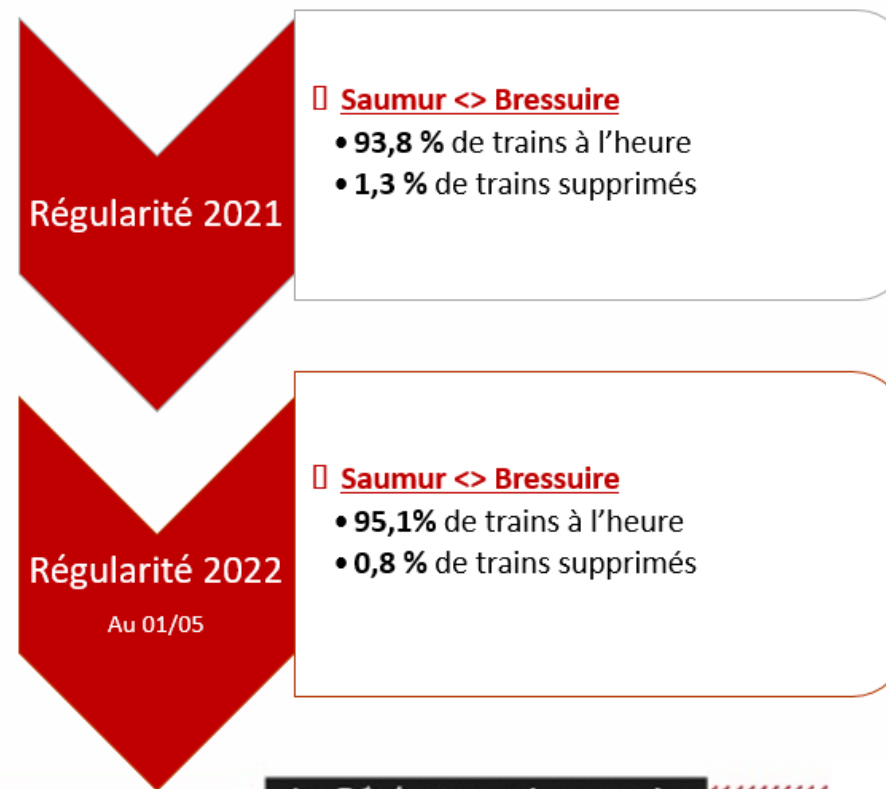 Régularité 2021
Saumur <> Bressuire
• 93,8 % de trains à l’heure
• 1,3 % de trains supprimés
Régularité 2022
Au 01/05
Saumur <> Bressuire
• 95,1% de trains à l’heure
• 0,8 % de trains supprimés